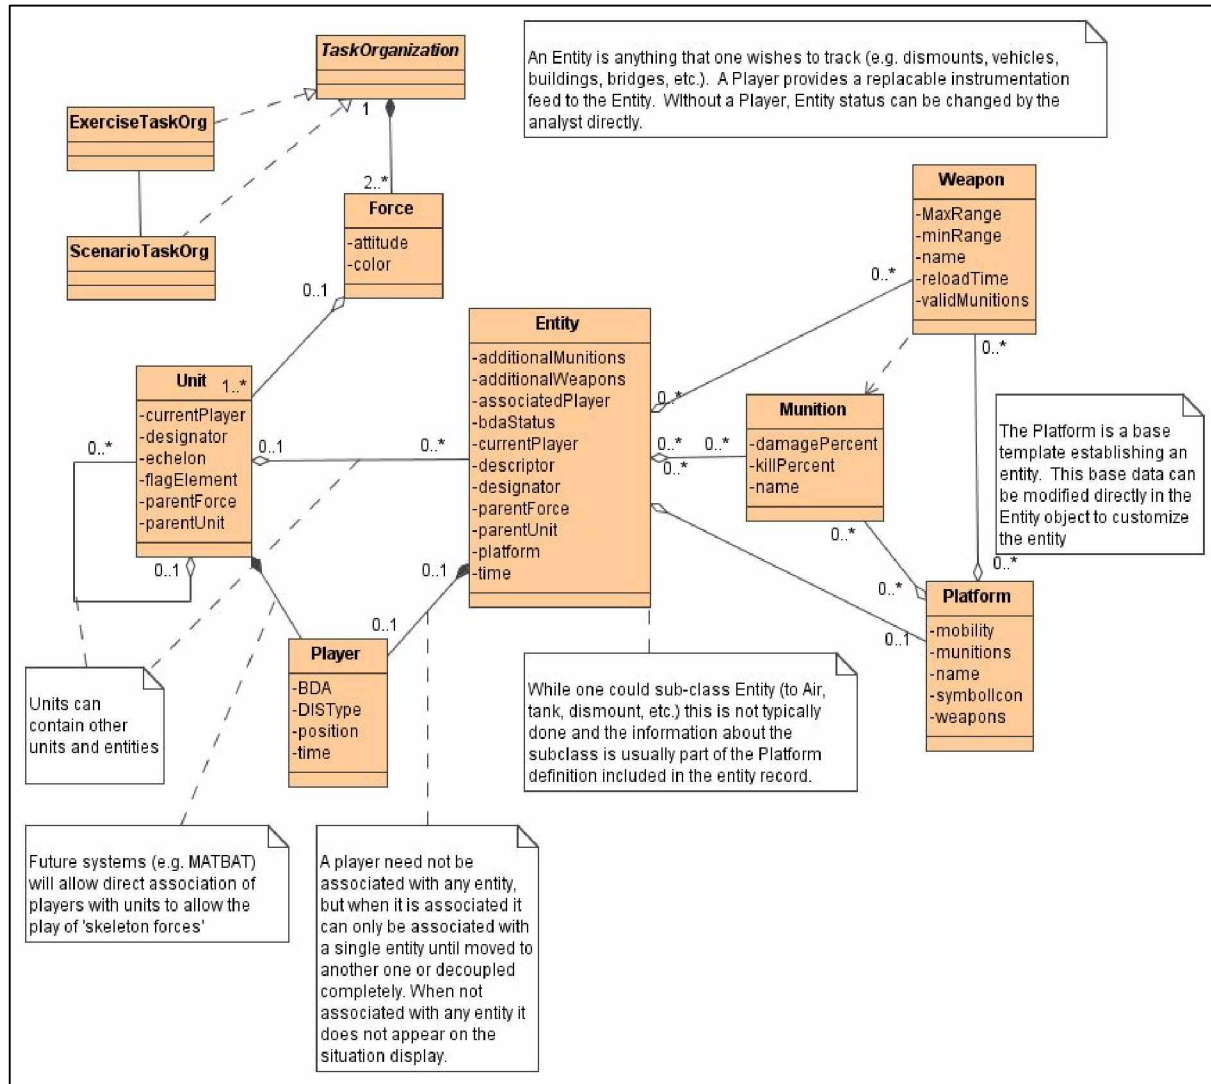 TaskOrganization
An Entity is anything that one wishes to track (e.g. dismounts, vehicles,
buildings, bridges, etc.).  A Player provides a replacable instrumentation
feed to the Entity.  WIthout a Player, Entity status can be changed by the
analyst directly.
1
ExerciseTaskOrg
2..*
Force
-attitude
-color
ScenarioTaskOrg
0..1
Weapon
-MaxRange
-minRange
-name
-reloadTime
-validMunitions
0..*
0..*
Entity
-additionalMunitions
-additionalWeapons
-associatedPlayer
-bdaStatus
-currentPlayer
-descriptor
-designator
-parentForce
-parentUnit
-platform
-time
Unit
1..*
-currentPlayer
-designator
-echelon
-flagElement
-parentForce
-parentUnit
0..*
0..1
0..1
0..*
0..*
0..*
0..*
0..*
Munition
-damagePercent
-killPercent
-name
0..*
The Platform is a base
template establishing an
entity.  This base data can
be modified directly in the
Entity object to customize
the entity
0..*
0..*
0..1
Platform
-mobility
-munitions
-name
-symbolIcon
-weapons
0..1
0..1
Player
-BDA
-DISType
-position
-time
Units can
contain other
units and entities
While one could sub-class Entity (to Air,
tank, dismount, etc.) this is not typically
done and the information about the
subclass is usually part of the Platform
definition included in the entity record.
Future systems (e.g. MATBAT)
will allow direct association of
players with units to allow the
play of 'skeleton forces'
A player need not be
associated with any entity,
but when it is associated it
can only be associated with
a single entity until moved to
another one or decoupled
completely. When not
associated with any entity it
does not appear on the
situation display.